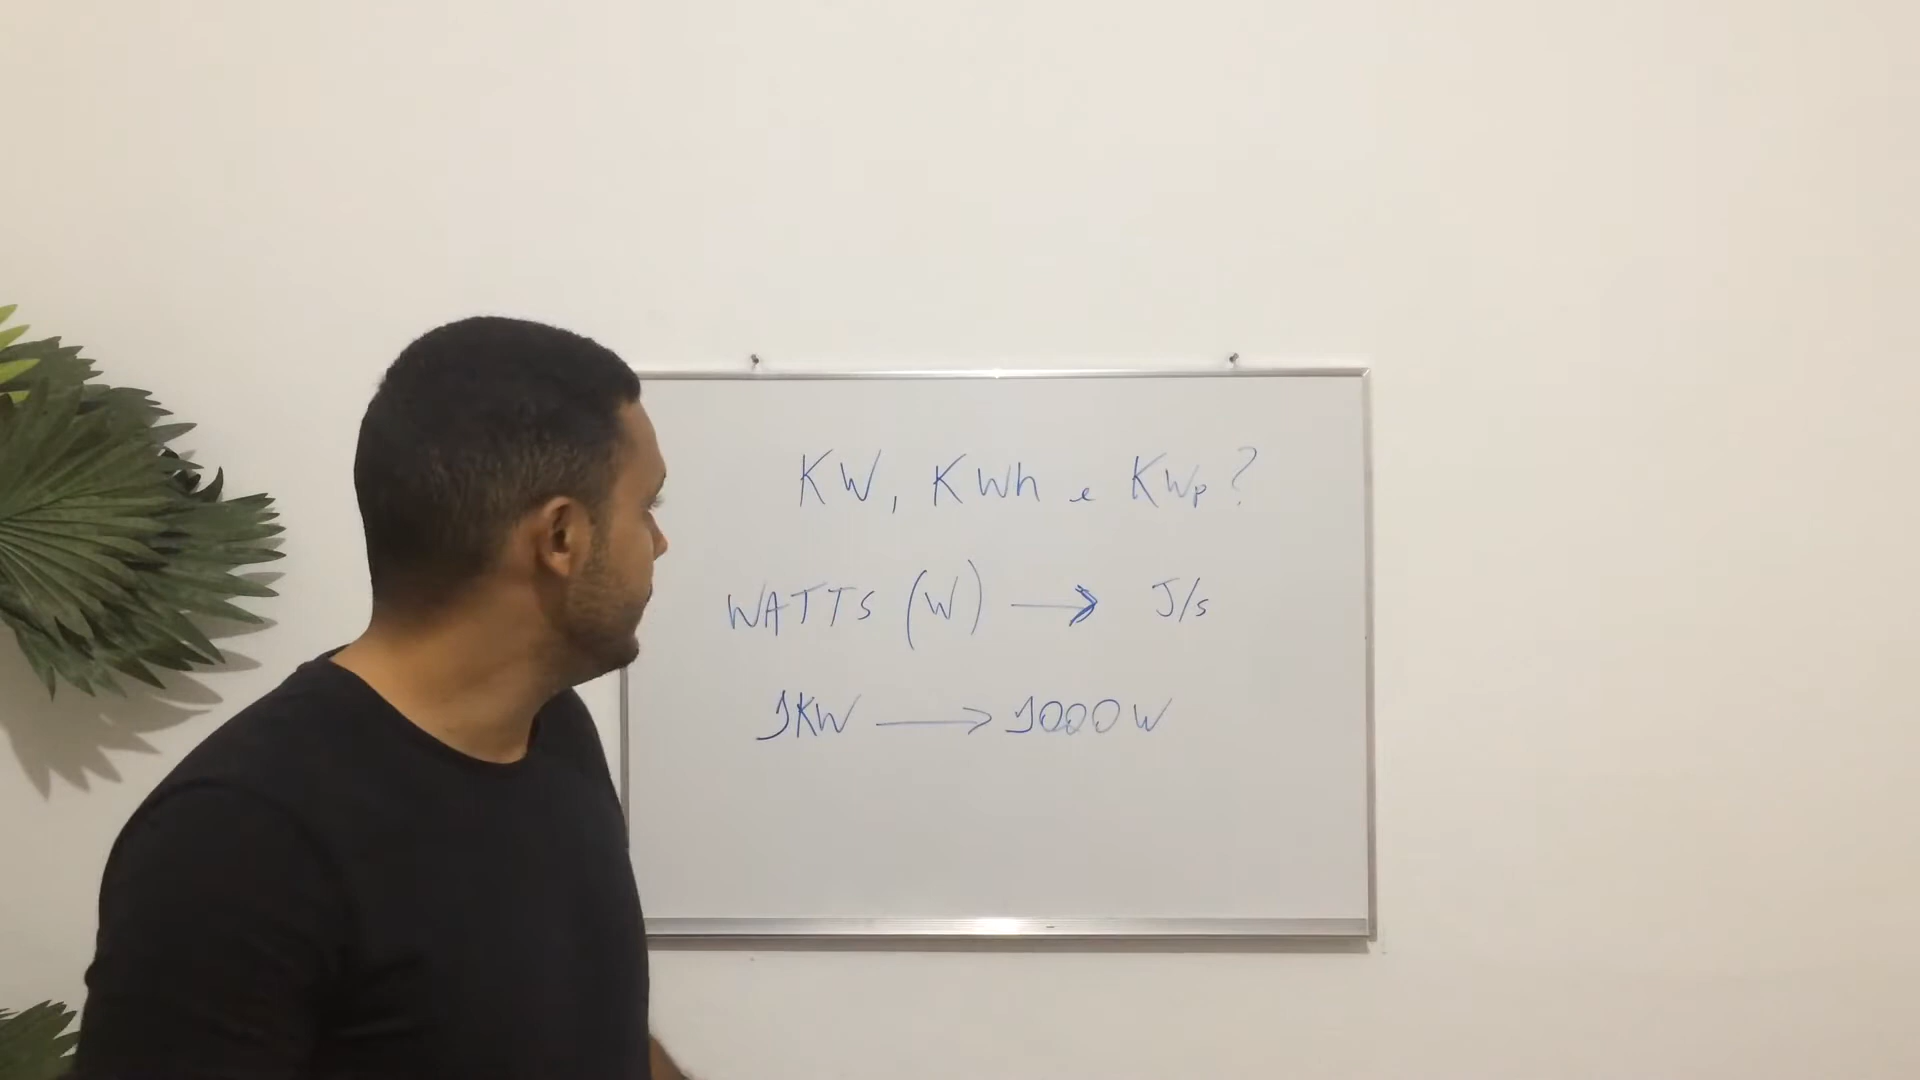 KW, KWh e KWp?
WATTS (W) → J/s
1KW → 1000W